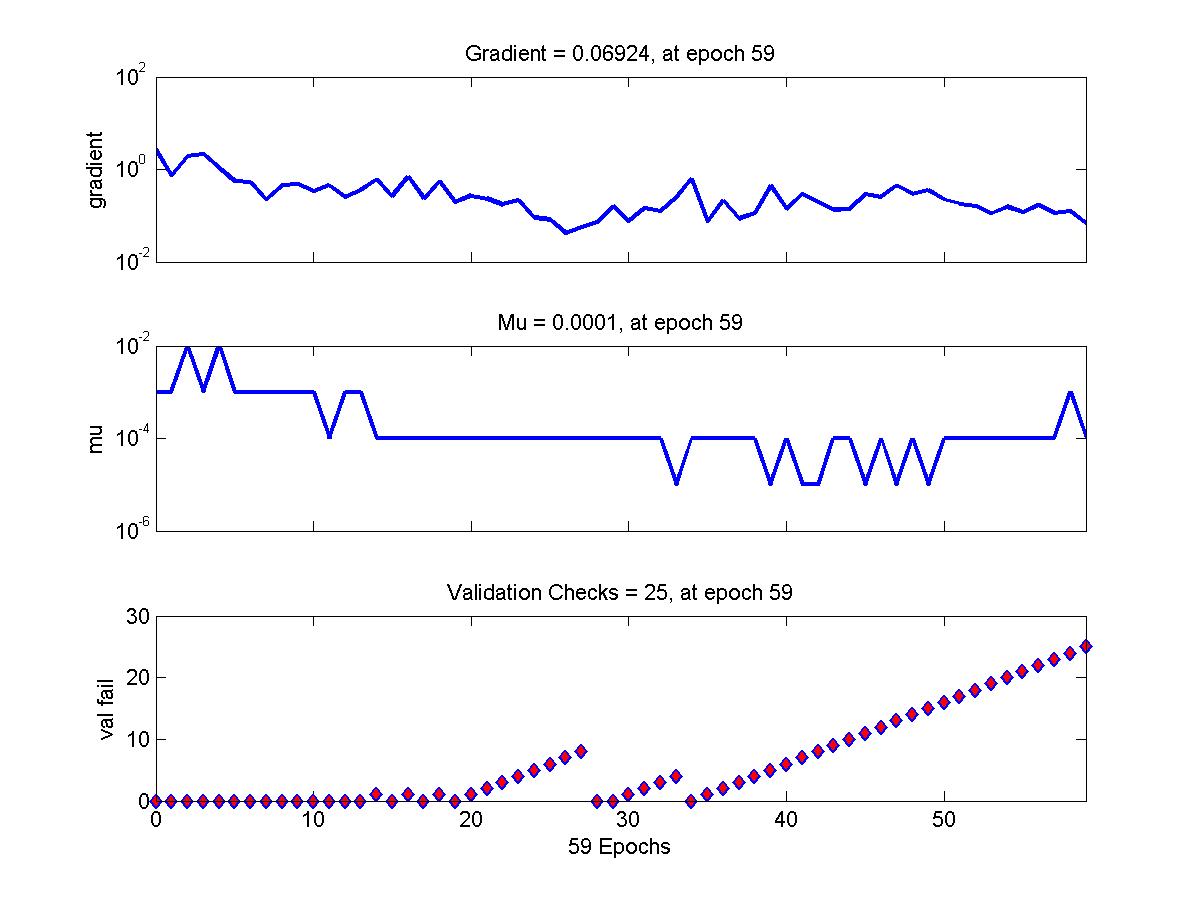 Gradient = 0.06924, at epoch 59
10^2
10^0
10^-2
gradient
Mu = 0.0001, at epoch 59
10^-2
10^-4
10^-6
mu
Validation Checks = 25, at epoch 59
30
20
10
0
val fail
0 10 20 30 40 50
59 Epochs